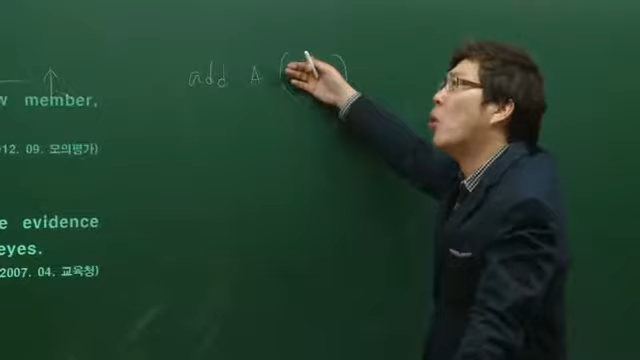 w member,
12. 09. 모의평가)
e evidence
eyes.
2007. 04. 교육청)
add A (